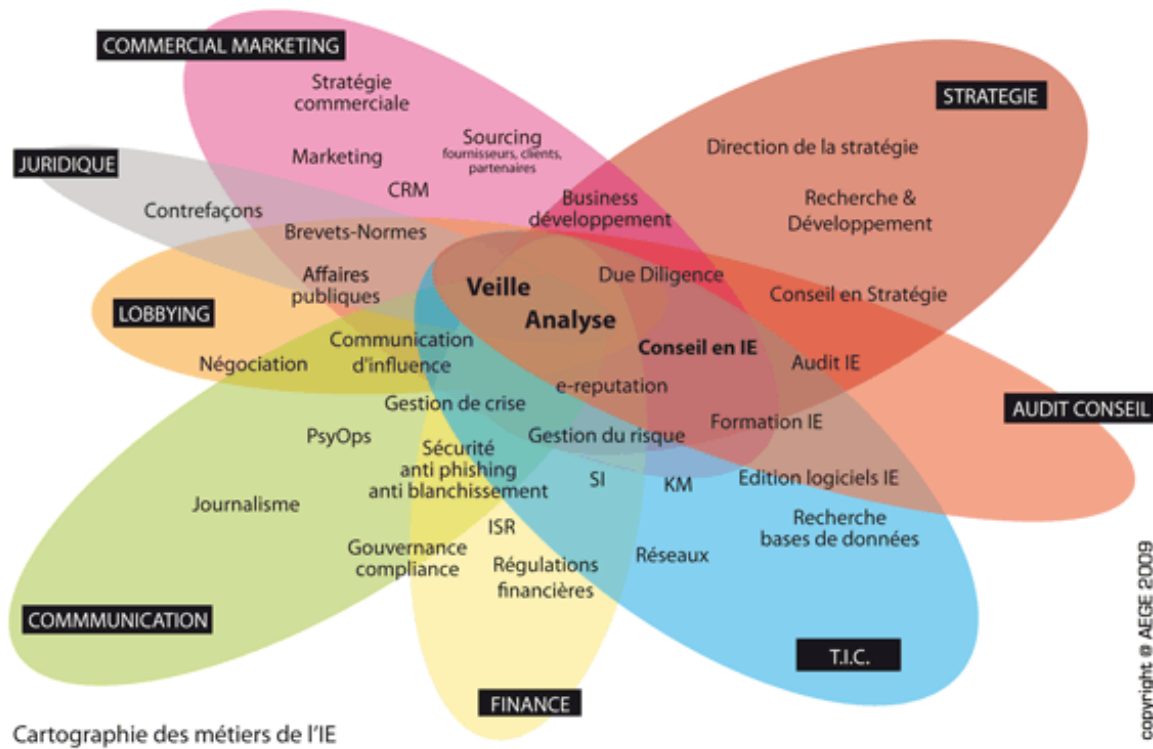 COMMERCIAL MARKETING
Stratégie
commerciale
STRATEGIE
Sourcing
fournisseurs, clients,
partenaires
Direction de la stratégie
JURIDIQUE
Marketing
CRM
Business
développement
Recherche &
Développement
Contrefaçons
Brevets-Normes
Affaires
publiques
Veille
Analyse
Due Diligence
Conseil en Stratégie
LOBBYING
Négociation
Communication
d'influence
Conseil en IE
Audit IE
e-reputation
Gestion de crise
AUDIT CONSEIL
PsyOps
Gestion du risque
Formation IE
Sécurité
anti phishing
anti blanchissement
SI
KM
Edition logiciels IE
Journalisme
ISR
Recherche
bases de données
Gouvernance
compliance
Régulations
financières
Réseaux
COMMMUNICATION
T.I.C.
FINANCE
Cartographie des métiers de l'IE
copyright @ AEGE 2009